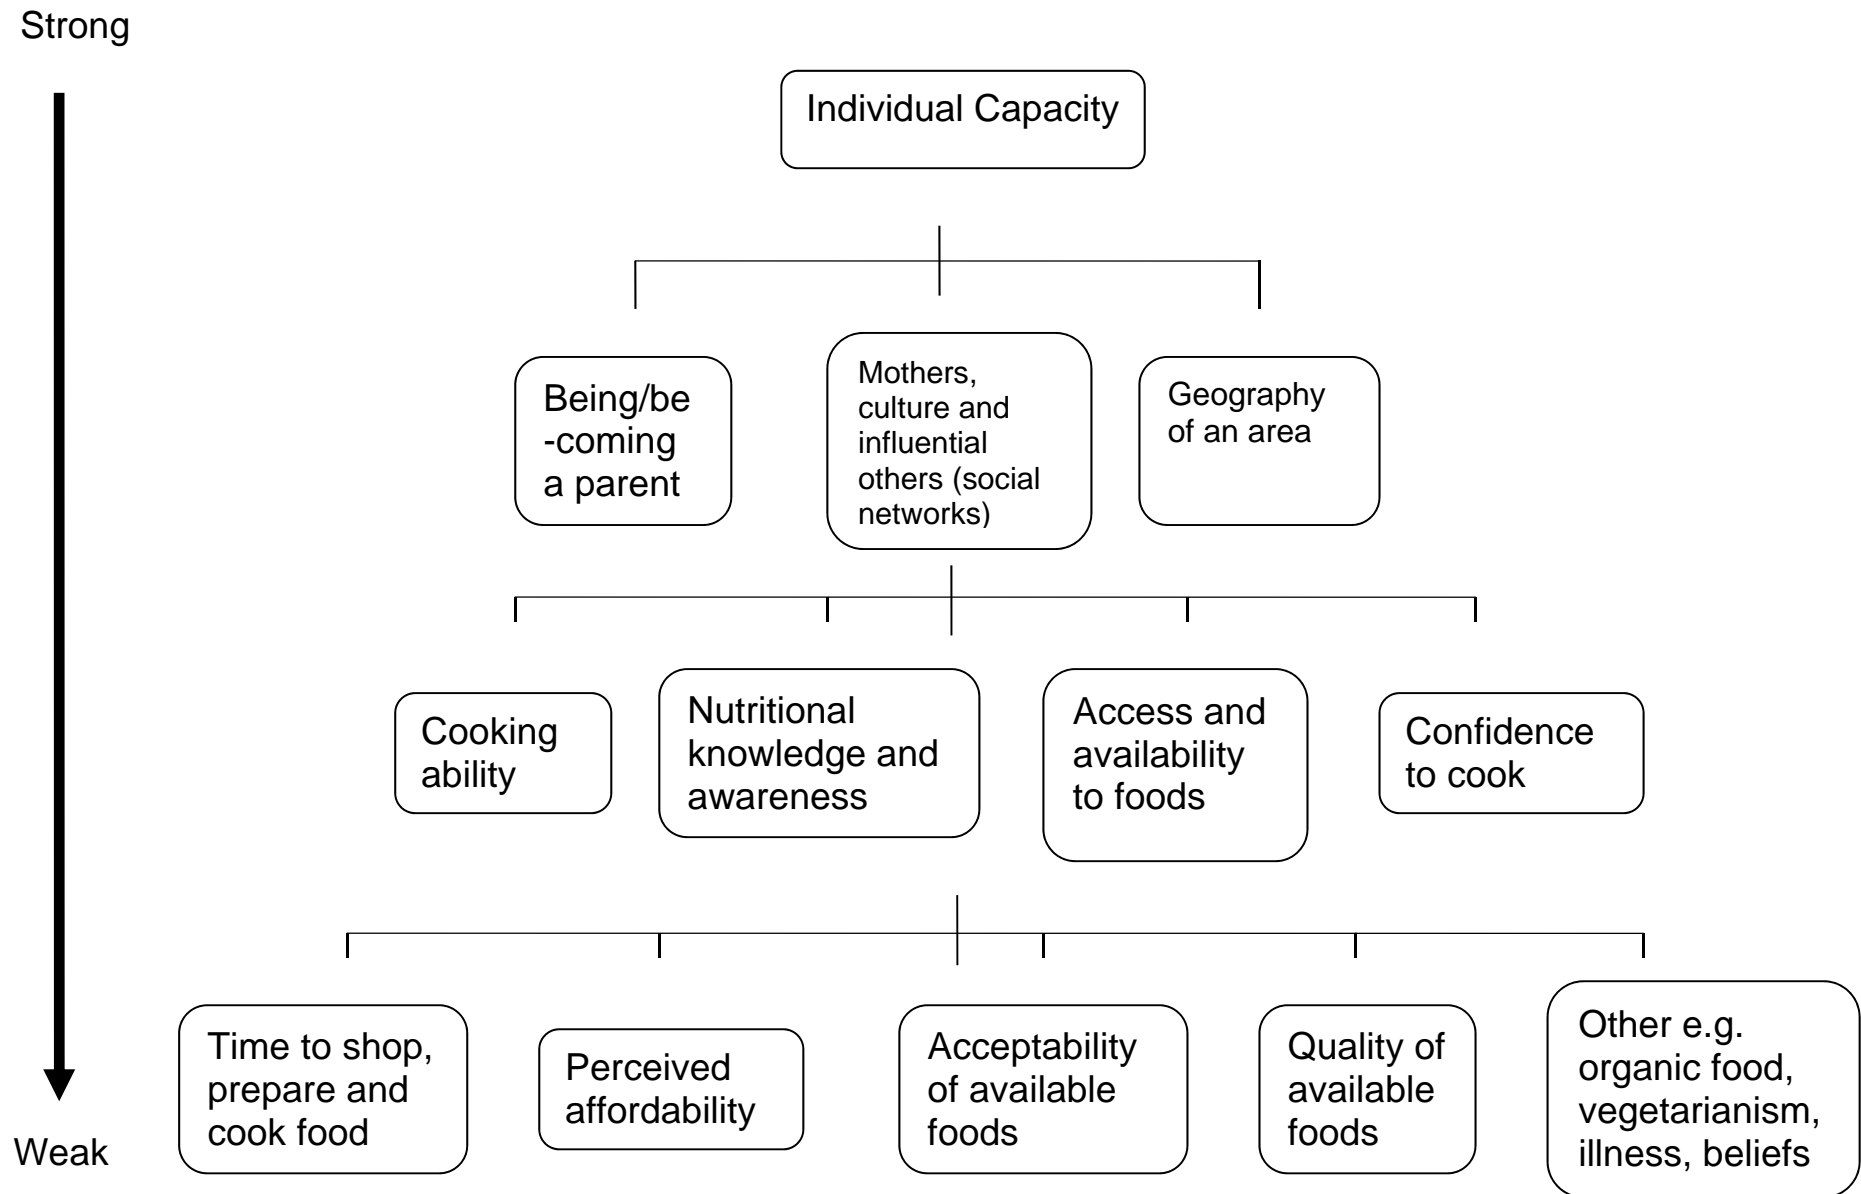 Strong
Individual Capacity
Being/be
-coming
a parent
Mothers,
culture and
influential
others (social
networks)
Geography
of an area
Cooking
ability
Nutritional
knowledge and
awareness
Access and
availability
to foods
Confidence
to cook
Time to shop,
prepare and
cook food
Perceived
affordability
Acceptability
of available
foods
Quality of
available
foods
Other e.g.
organic food,
vegetarianism,
illness, beliefs
Weak